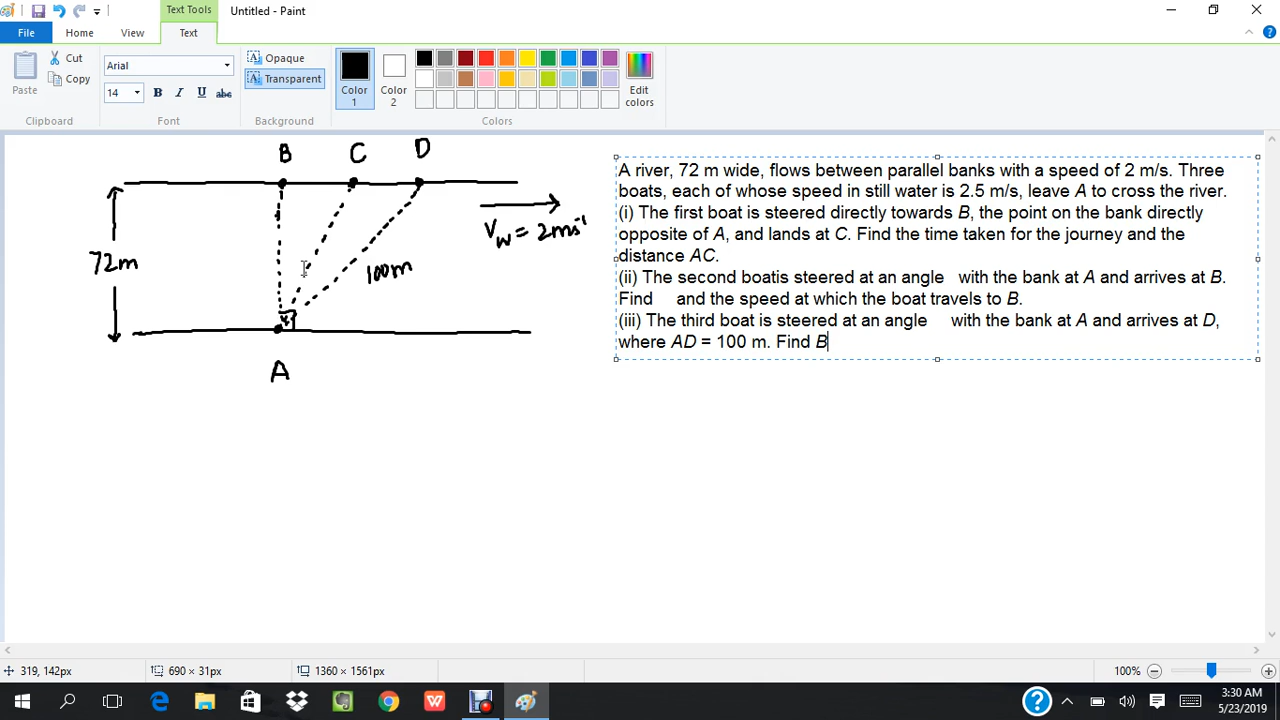 Text Tools
Untitled - Paint
File
Home
View
Text
Paste
Cut
Copy
Clipboard
Arial
14
B I U abc
Font
Opaque
Transparent
Background
Color 1
Color 2
Edit colors
Colors
B C D
72m
100m
Vw = 2ms⁻¹
A
A river, 72 m wide, flows between parallel banks with a speed of 2 m/s. Three
boats, each of whose speed in still water is 2.5 m/s, leave A to cross the river.
(i) The first boat is steered directly towards B, the point on the bank directly
opposite of A, and lands at C. Find the time taken for the journey and the
distance AC.
(ii) The second boatis steered at an angle with the bank at A and arrives at B.
Find and the speed at which the boat travels to B.
(iii) The third boat is steered at an angle with the bank at A and arrives at D,
where AD = 100 m. Find B
319, 142px
690 × 31px
1360 × 1561px
100%
3:30 AM
5/23/2019